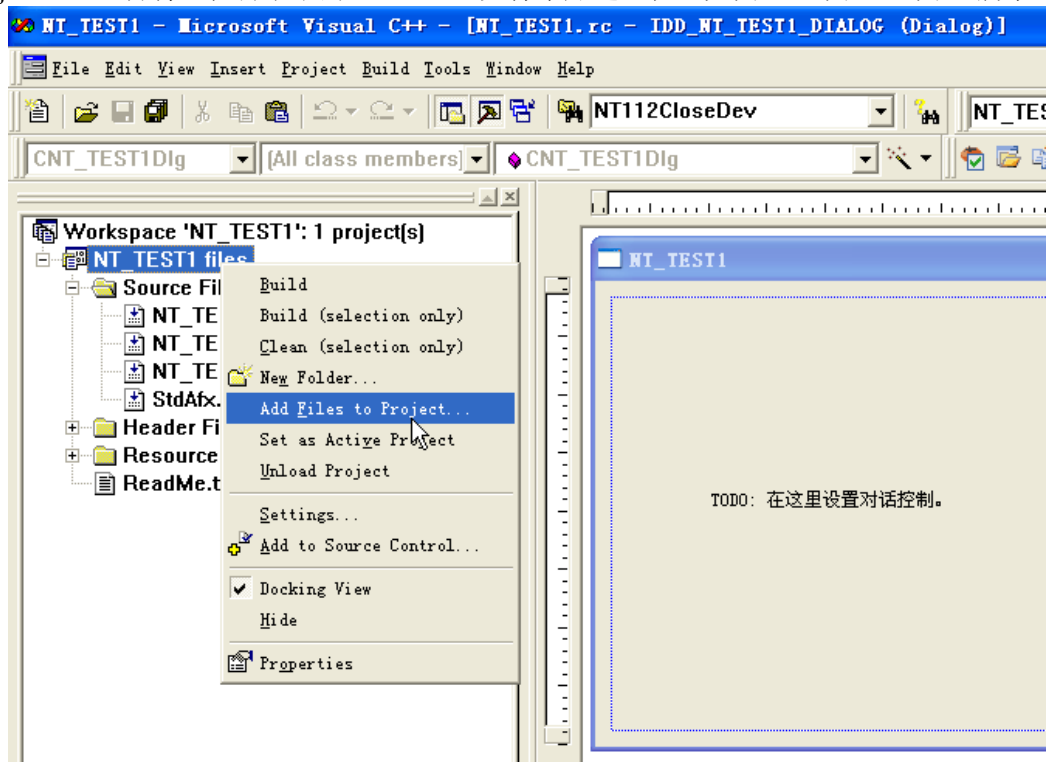 NT_TEST1 - Microsoft Visual C++ - [NT_TEST1.rc - IDD_NT_TEST1_DIALOG (Dialog)]
File Edit View Insert Project Build Tools Window Help
NT112CloseDev NT_TES
CNT_TEST1Dlg [All class members] CNT_TEST1Dlg
Workspace 'NT_TEST1': 1 project(s)
NT_TEST1 files
Source Fil
NT_TE
NT_TE
NT_TE
StdAfx.
Header Fi
Resource
ReadMe.t
Build
Build (selection only)
Clean (selection only)
New Folder...
Add Files to Project...
Set as Active Project
Unload Project
Settings...
Add to Source Control...
Docking View
Hide
Properties
NT_TEST1
TODO: 在这里设置对话控制。